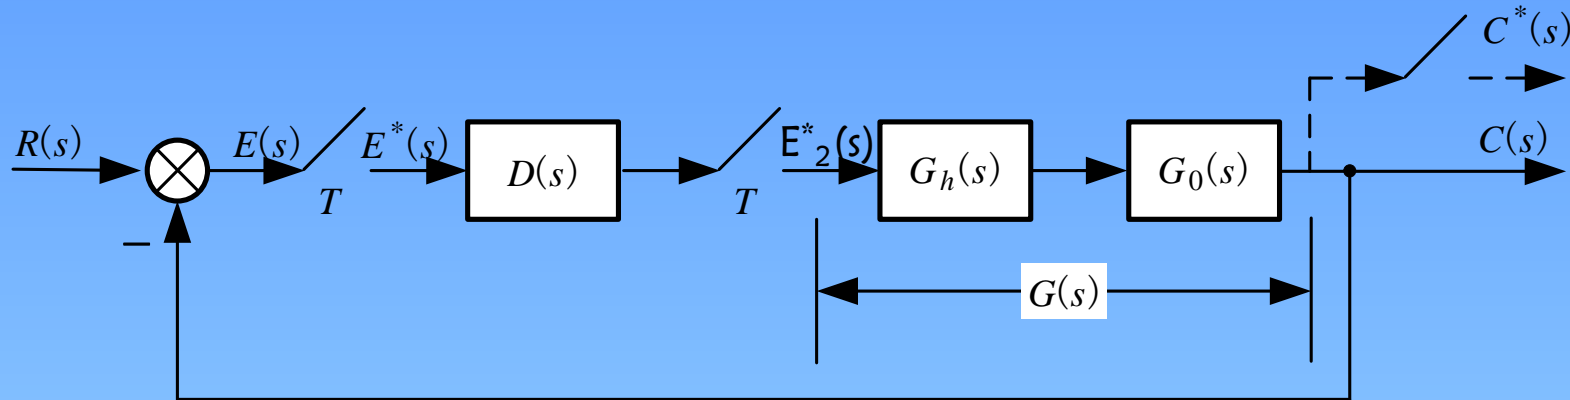 C*(s)
R(s)
E(s)
E*(s)
D(s)
E*₂(s)
Gₕ(s)
G₀(s)
C(s)
T
T
−
G(s)